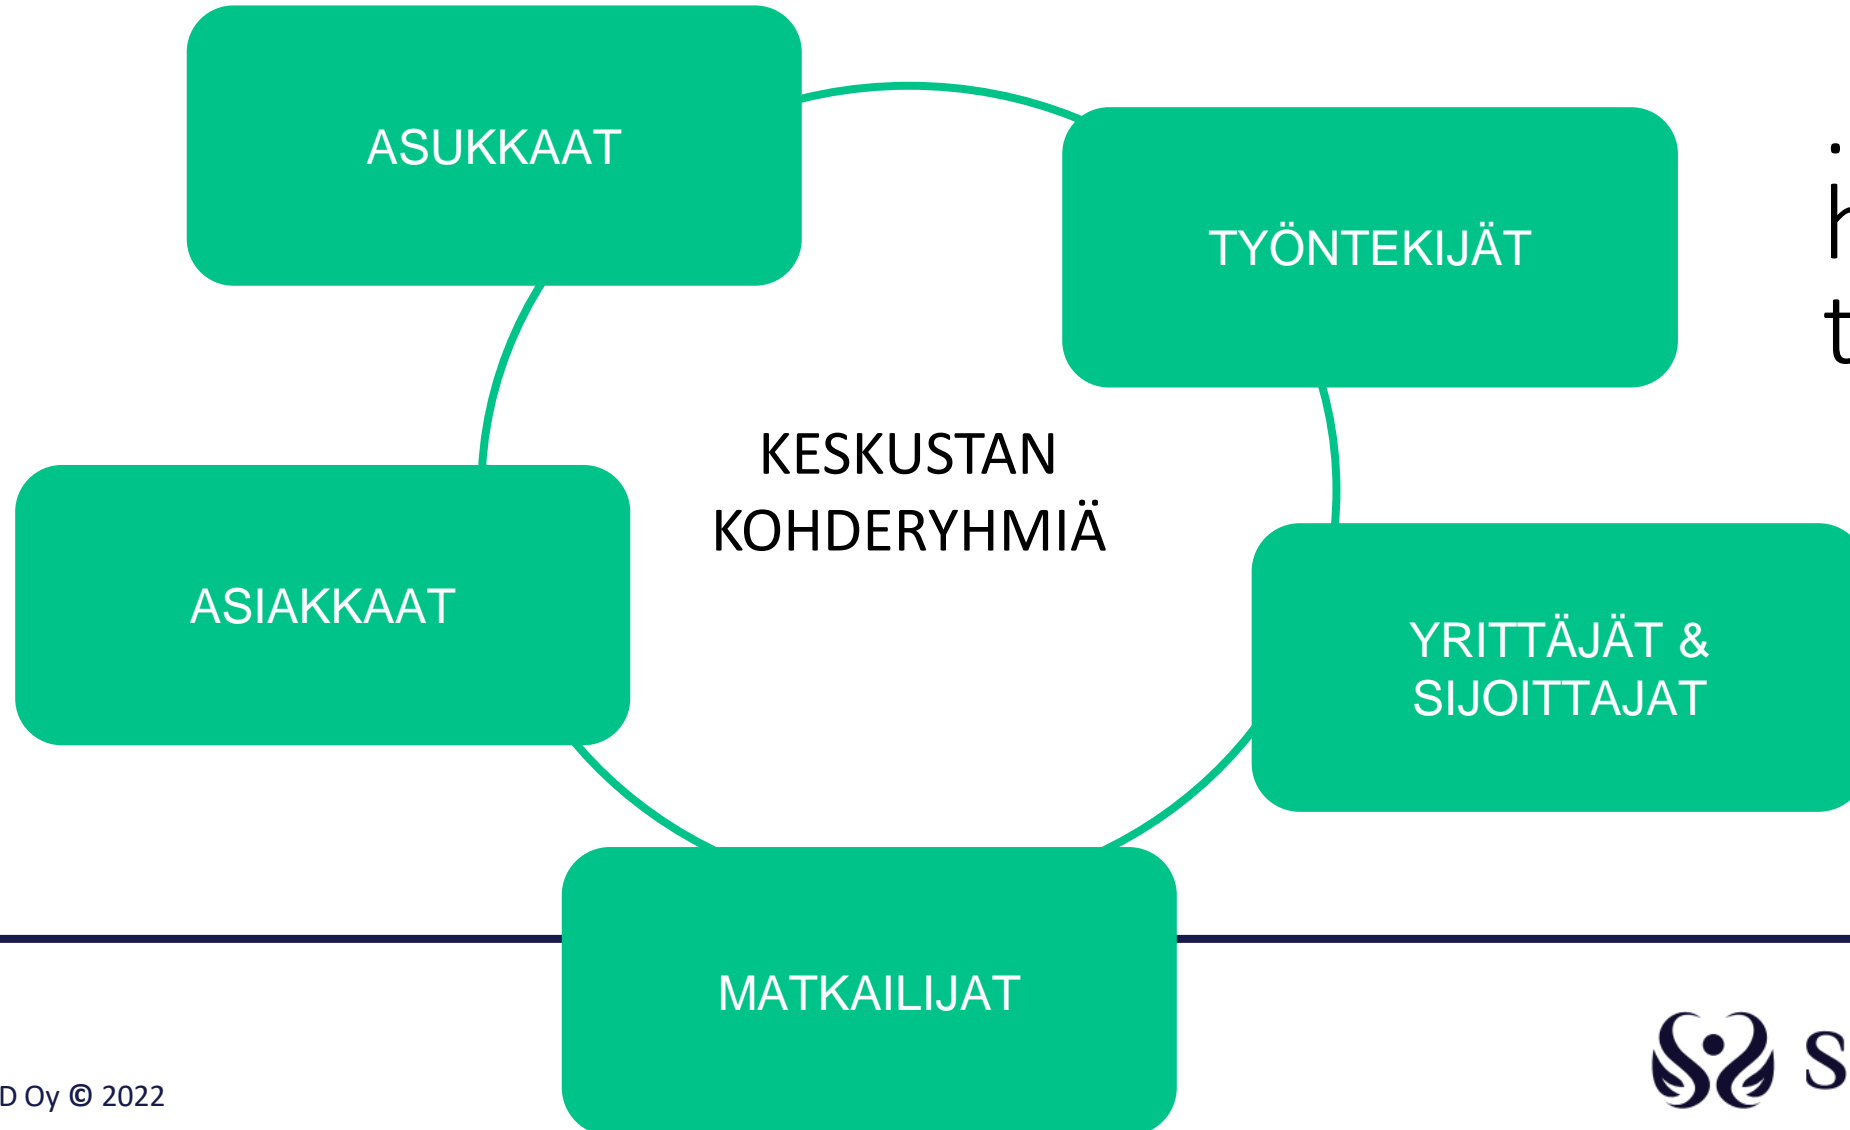 ASUKKAAT
TYÖNTEKIJÄT
KESKUSTAN
KOHDERYHMIÄ
ASIAKKAAT
YRITTÄJÄT &
SIJOITTAJAT
MATKAILIJAT
D Oy © 2022